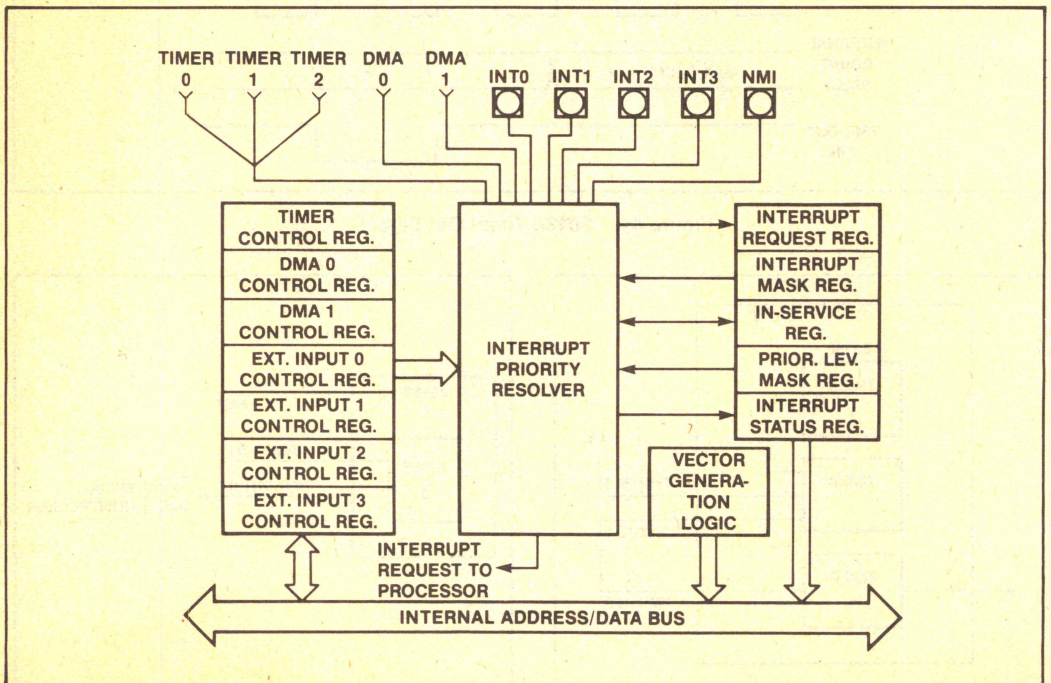 TIMER TIMER TIMER DMA DMA
0 1 2 0 1
INT0 INT1 INT2 INT3 NMI
TIMER
CONTROL REG.
DMA 0
CONTROL REG.
DMA 1
CONTROL REG.
EXT. INPUT 0
CONTROL REG.
EXT. INPUT 1
CONTROL REG.
EXT. INPUT 2
CONTROL REG.
EXT. INPUT 3
CONTROL REG.
INTERRUPT
PRIORITY
RESOLVER
INTERRUPT
REQUEST REG.
INTERRUPT
MASK REG.
IN-SERVICE
REG.
PRIOR. LEV.
MASK REG.
INTERRUPT
STATUS REG.
VECTOR
GENERA-
TION
LOGIC
INTERRUPT
REQUEST TO
PROCESSOR
INTERNAL ADDRESS/DATA BUS